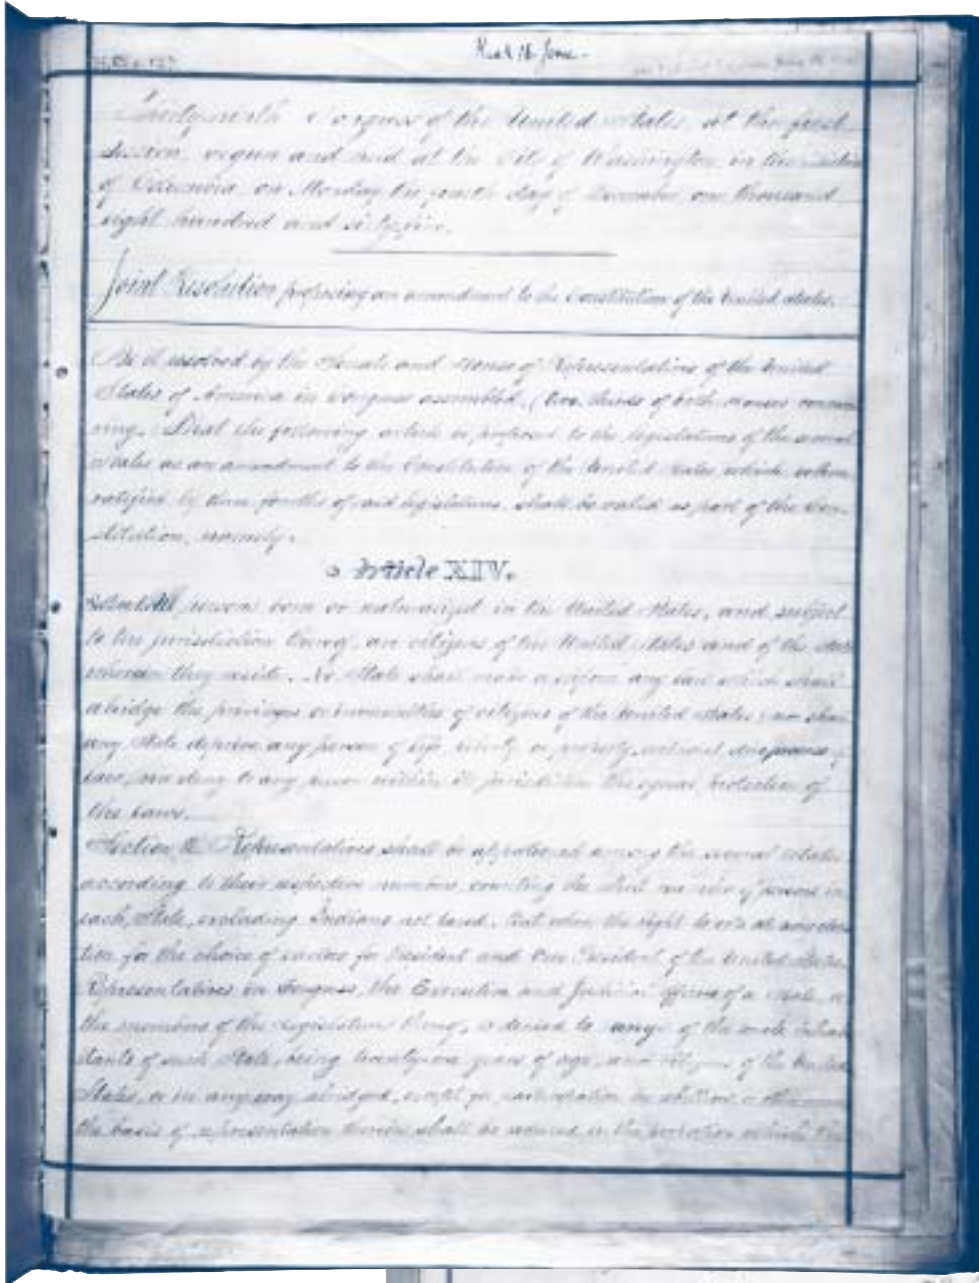 Thirty-ninth Congress of the United States, at the first
Session, begun and held at the City of Washington, in the District
of Columbia, on Monday the fourth day of December one thousand
eight hundred and sixty-five.
Joint Resolution proposing an amendment to the Constitution of the United States.
Be it resolved by the Senate and House of Representatives of the United
States of America in Congress assembled, (two thirds of both Houses concur-
ring,) That the following article be proposed to the legislatures of the several
States as an amendment to the Constitution of the United States, which, when
ratified by three fourths of said legislatures, shall be valid as part of the Con-
stitution, namely:
Article XIV.
Section 1. All persons born or naturalized in the United States, and subject
to the jurisdiction thereof, are citizens of the United States and of the State
wherein they reside. No State shall make or enforce any law which shall
abridge the privileges or immunities of citizens of the United States; nor shall
any State deprive any person of life, liberty, or property, without due process of
law, nor deny to any person within its jurisdiction the equal protection of
the laws.
Section 2. Representatives shall be apportioned among the several States
according to their respective numbers, counting the whole number of persons in
each State, excluding Indians not taxed. But when the right to vote at any elec-
tion for the choice of electors for President and Vice President of the United States,
Representatives in Congress, the Executive and Judicial officers of a State, or
the members of the Legislature thereof, is denied to any of the male inhabi-
tants of such State, being twenty-one years of age, and citizens of the United
States, or in any way abridged, except for participation in rebellion or other crime,
the basis of representation therein shall be reduced in the proportion which the